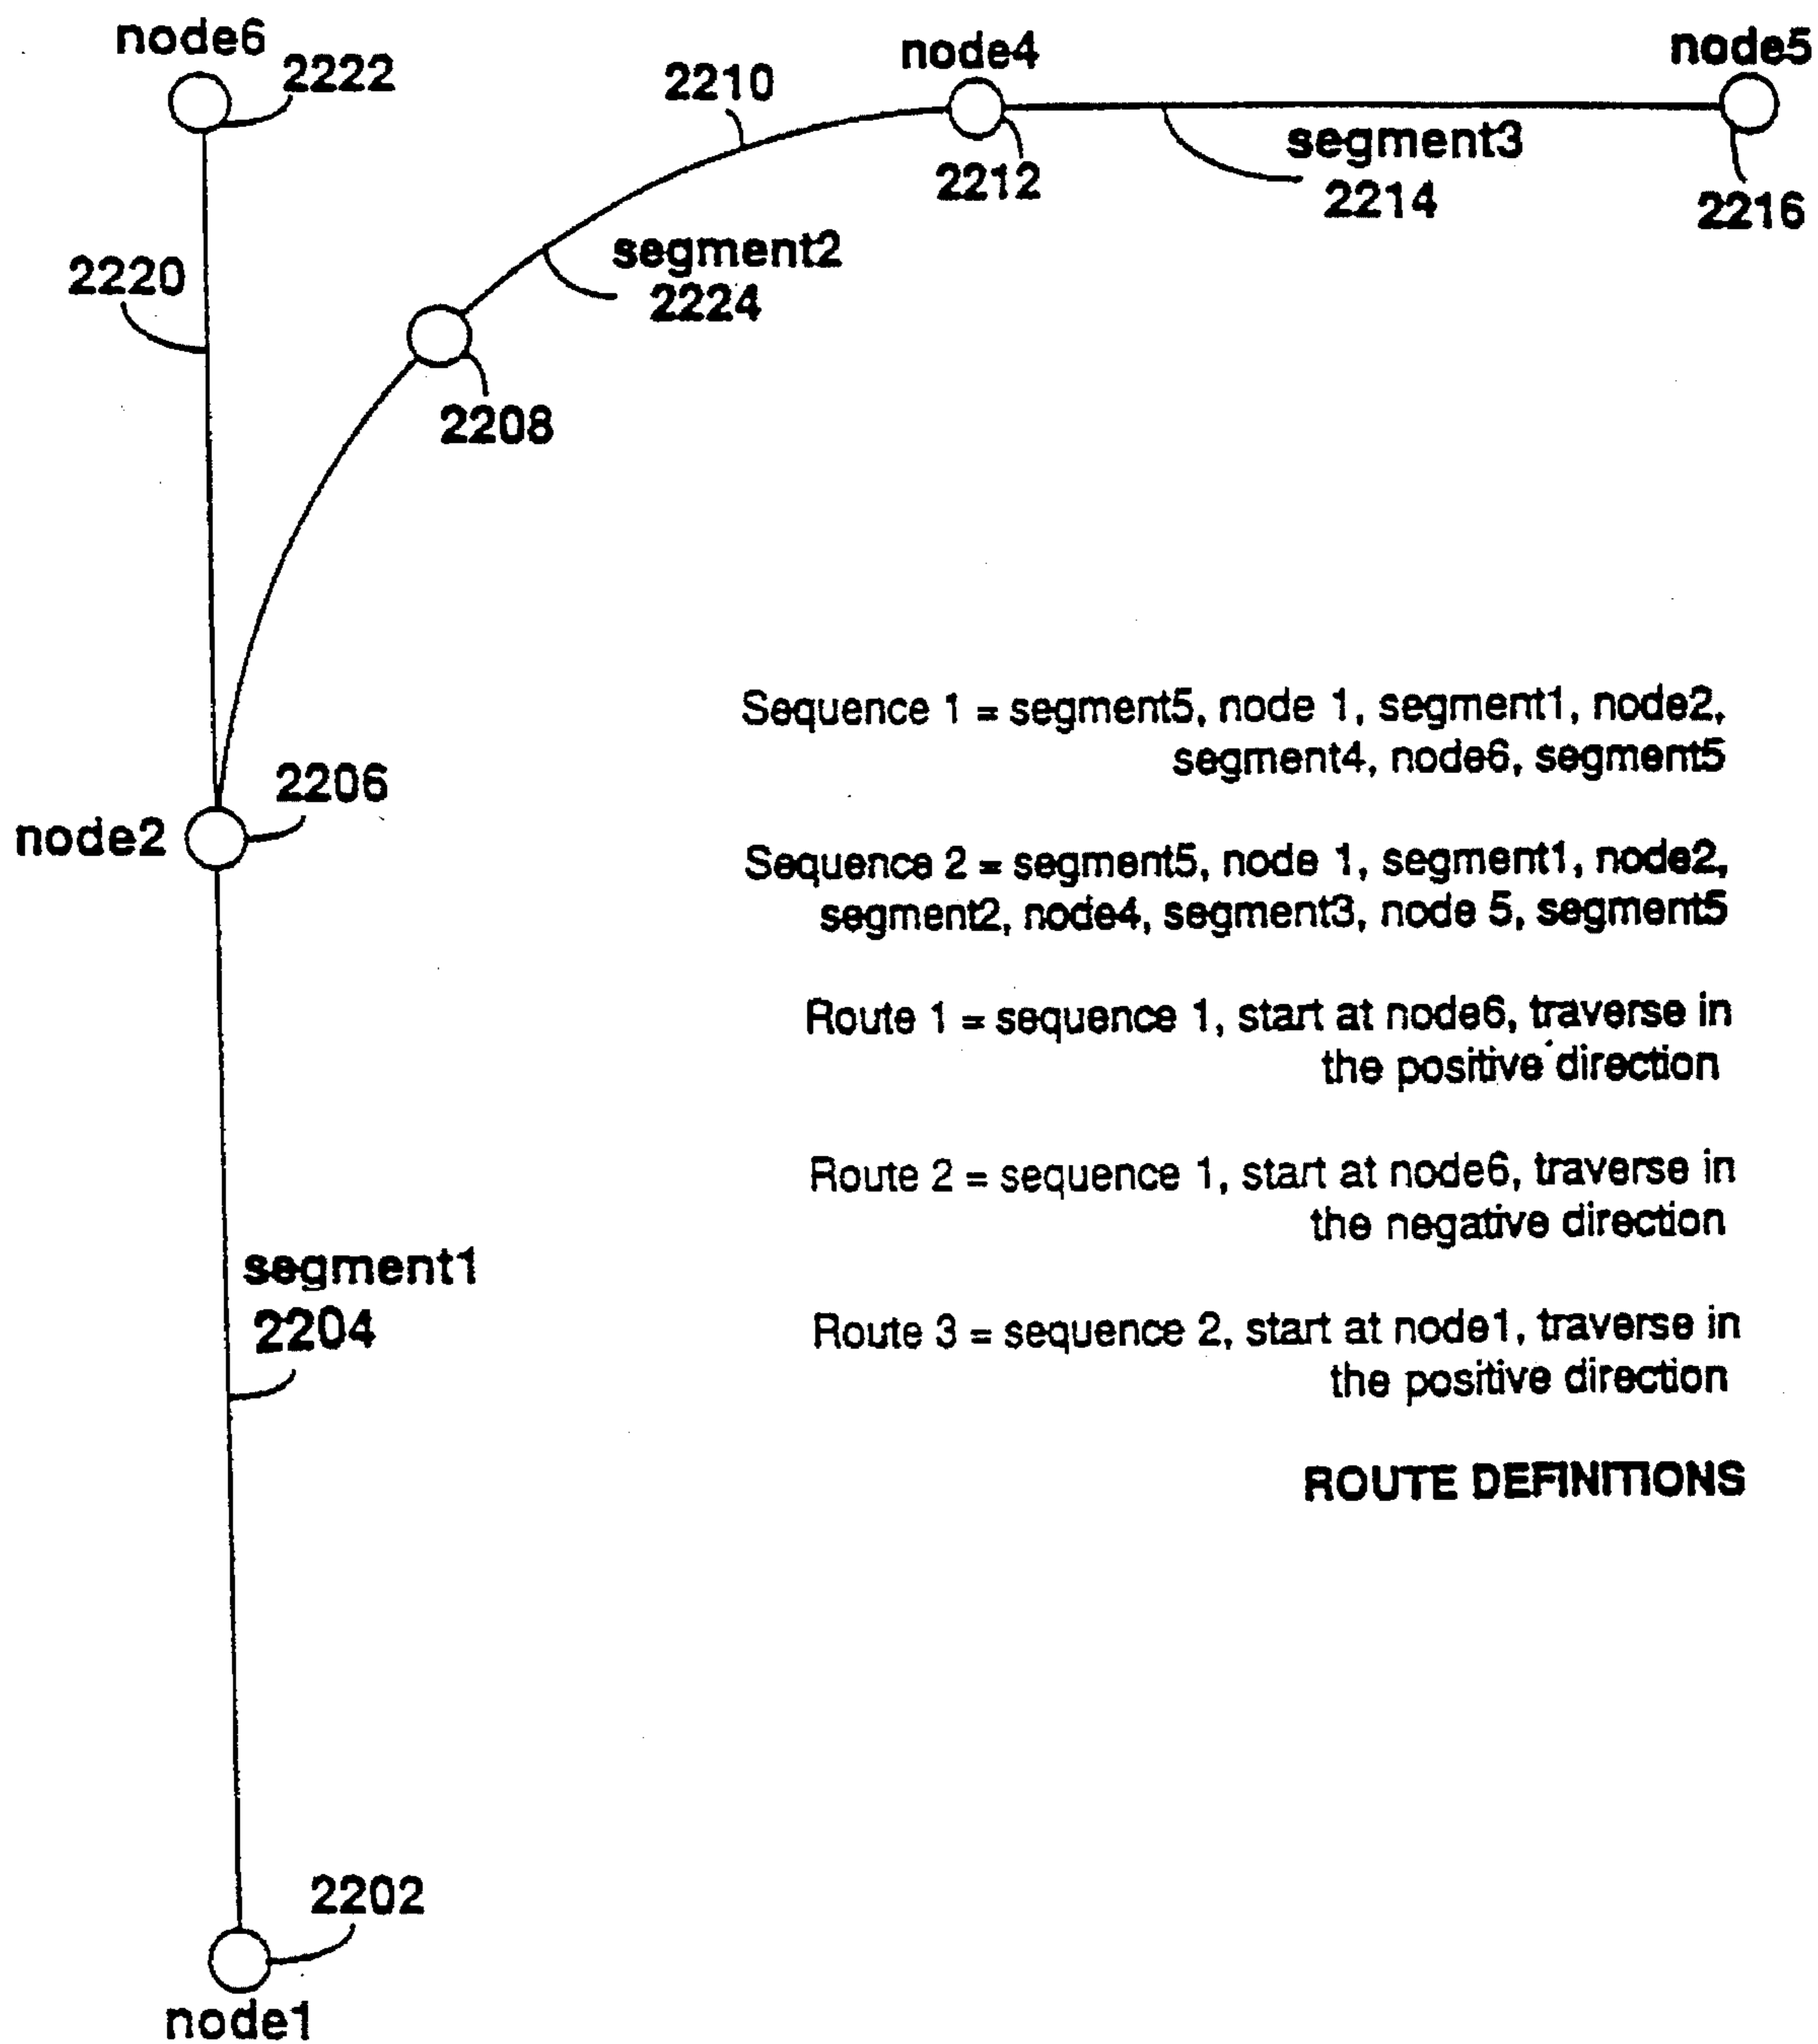 node6
2222
node4
node5
2210
segment3
2214
2212
2216
segment2
2224
2220
2208
Sequence 1 = segment5, node 1, segment1, node2,
segment4, node6, segment5
2206
node2
Sequence 2 = segment5, node 1, segment1, node2,
segment2, node4, segment3, node 5, segment5
Route 1 = sequence 1, start at node6, traverse in
the positive direction
Route 2 = sequence 1, start at node6, traverse in
the negative direction
segment1
2204
Route 3 = sequence 2, start at node1, traverse in
the positive direction
ROUTE DEFINITIONS
2202
node1